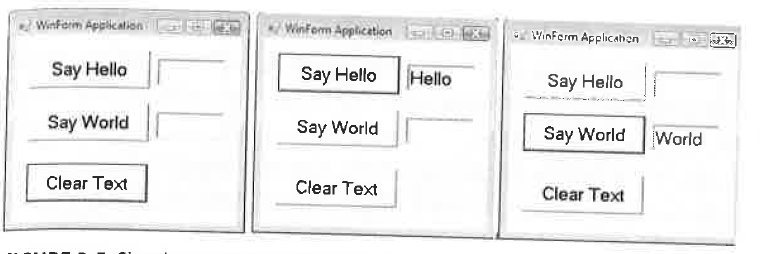 WinForm Application
Say Hello
Say World
Clear Text
WinForm Application
Say Hello
Hello
Say World
Clear Text
WinForm Application
Say Hello
Say World
World
Clear Text